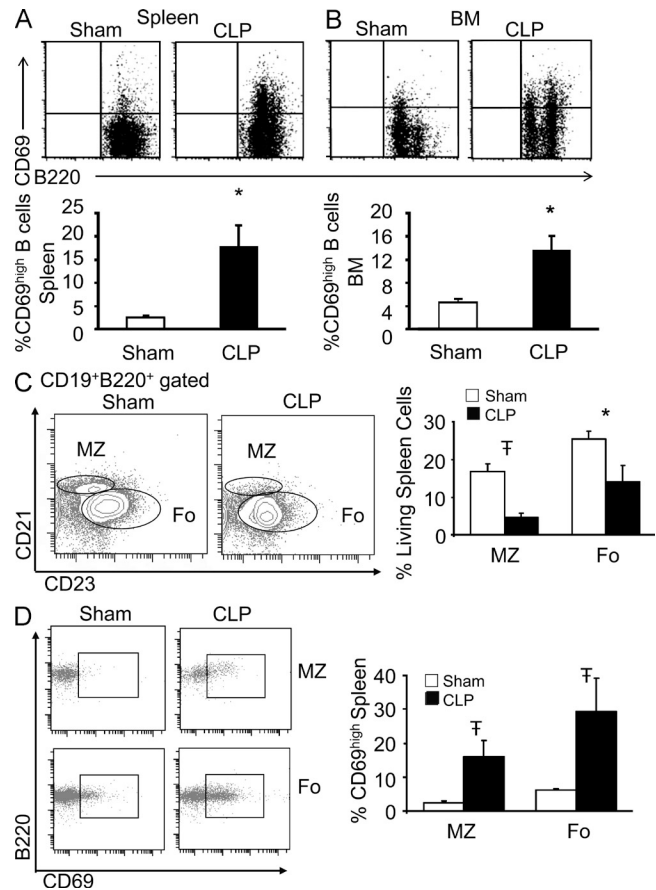 A Spleen
Sham CLP
B BM
Sham CLP
CD69
B220
%CD69high B cells
Spleen
25
20
15
10
5
0
*
Sham CLP
%CD69high B cells
BM
20
16
12
8
4
0
*
Sham CLP
C CD19+B220+ gated
Sham CLP
MZ MZ
Fo Fo
CD21
CD23
% Living Spleen Cells
Sham
CLP
30
20
10
0
Ŧ *
MZ Fo
D Sham CLP
MZ
Fo
B220
CD69
% CD69high Spleen
Sham
CLP
40
30
20
10
0
Ŧ Ŧ
MZ Fo